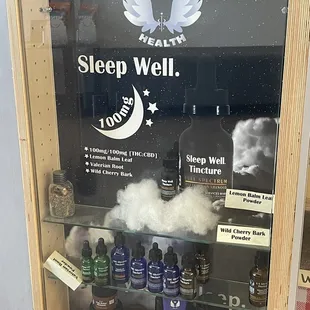 HEALTH
Sleep Well.
100mg
100mg/100mg [THC:CBD]
Lemon Balm Leaf
Valerian Root
Wild Cherry Bark
Sleep Well
Tincture
Lemon Balm Leaf
Powder
Wild Cherry Bark
Powder